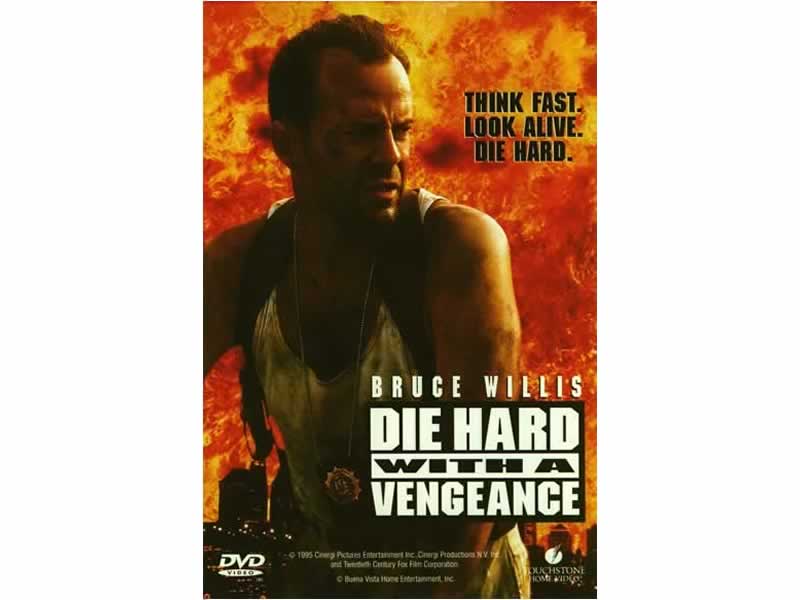 THINK FAST.
LOOK ALIVE.
DIE HARD.
BRUCE WILLIS
DIE HARD
WITH A
VENGEANCE
DVD
VIDEO
© 1995 Cinergi Pictures Entertainment Inc., Cinergi Productions N.V. Inc.
and Twentieth Century Fox Film Corporation.
© Buena Vista Home Entertainment, Inc.
TOUCHSTONE
HOME VIDEO